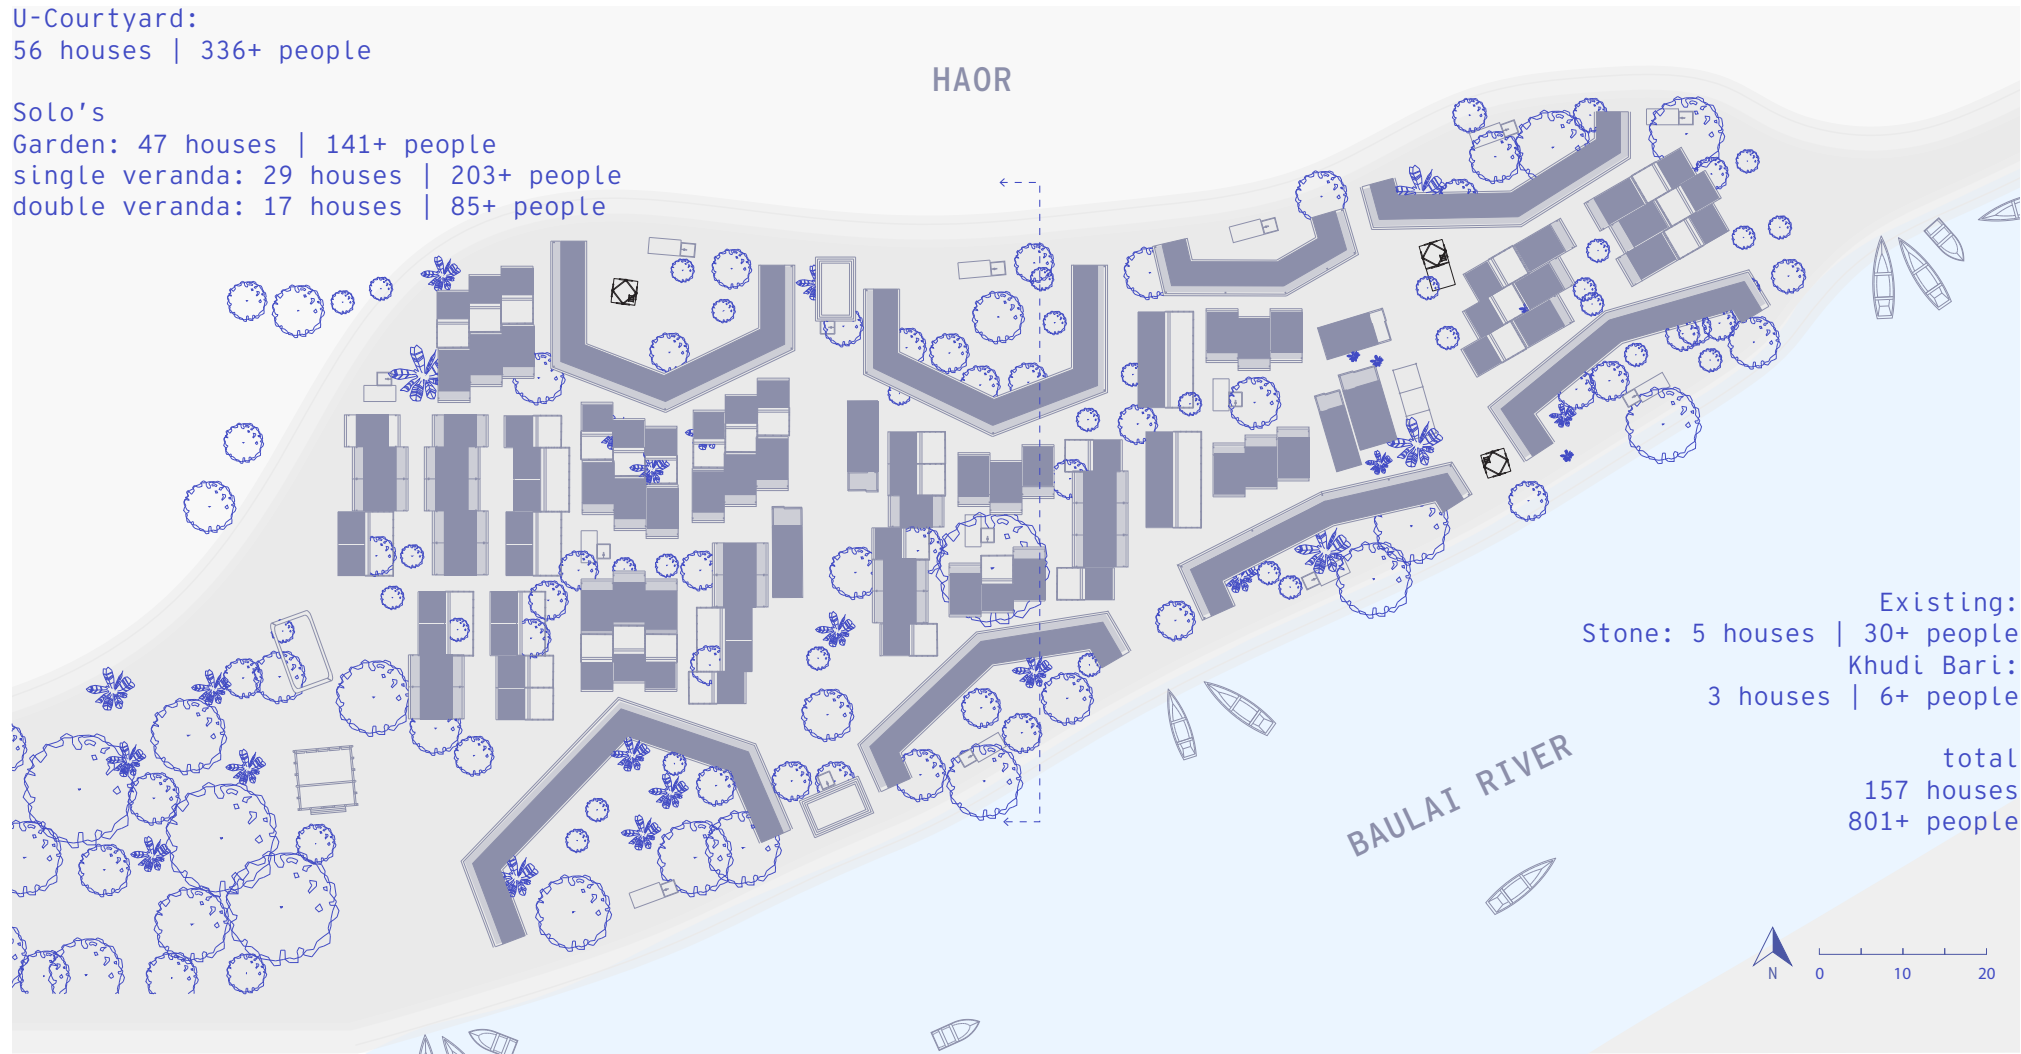 U-Courtyard:
56 houses | 336+ people
Solo's
Garden: 47 houses | 141+ people
single veranda: 29 houses | 203+ people
double veranda: 17 houses | 85+ people
HAOR
Existing:
Stone: 5 houses | 30+ people
Khudi Bari:
3 houses | 6+ people
total
157 houses
801+ people
BAULAI RIVER
N
0 10 20